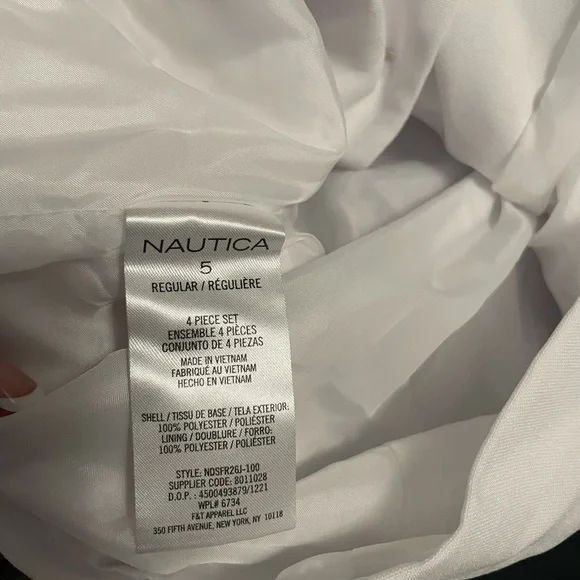 NAUTICA
5
REGULAR / RÉGULIÈRE
4 PIECE SET
ENSEMBLE 4 PIÈCES
CONJUNTO DE 4 PIEZAS
MADE IN VIETNAM
FABRIQUÉ AU VIETNAM
HECHO EN VIETNAM
SHELL / TISSU DE BASE / TELA EXTERIOR:
100% POLYESTER / POLIÉSTER
LINING / DOUBLURE / FORRO:
100% POLYESTER / POLIÉSTER
STYLE: NDSFR26J-100
SUPPLIER CODE: 8011028
D.O.P. : 4500493879/1221
WPL# 6734
F&T APPAREL LLC
350 FIFTH AVENUE, NEW YORK, NY 10118